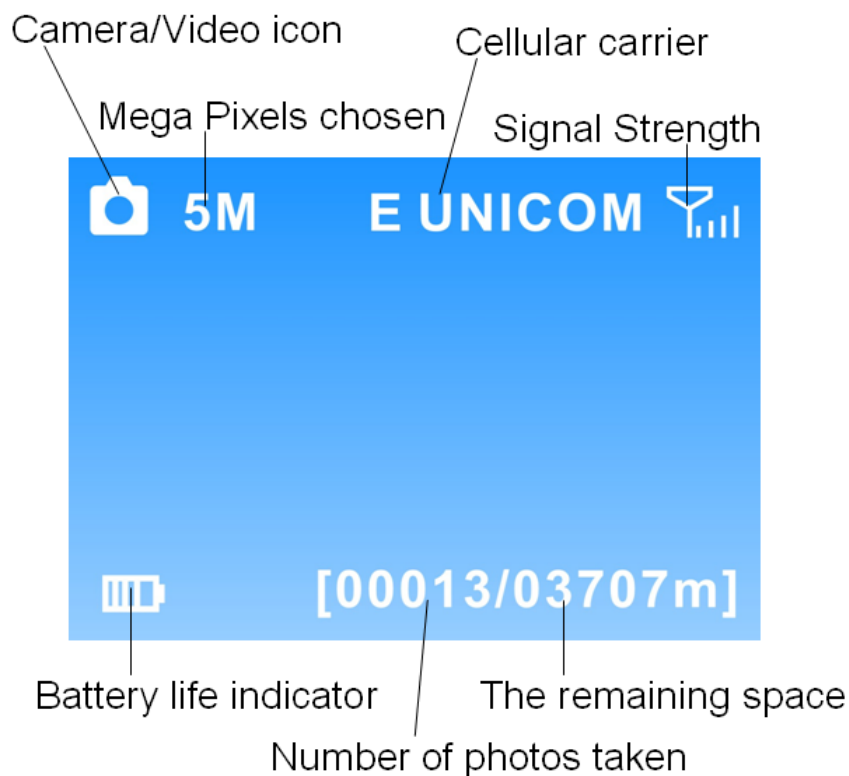 Camera/Video icon
Cellular carrier
Mega Pixels chosen
Signal Strength
5M
E UNICOM
[00013/03707m]
Battery life indicator
The remaining space
Number of photos taken